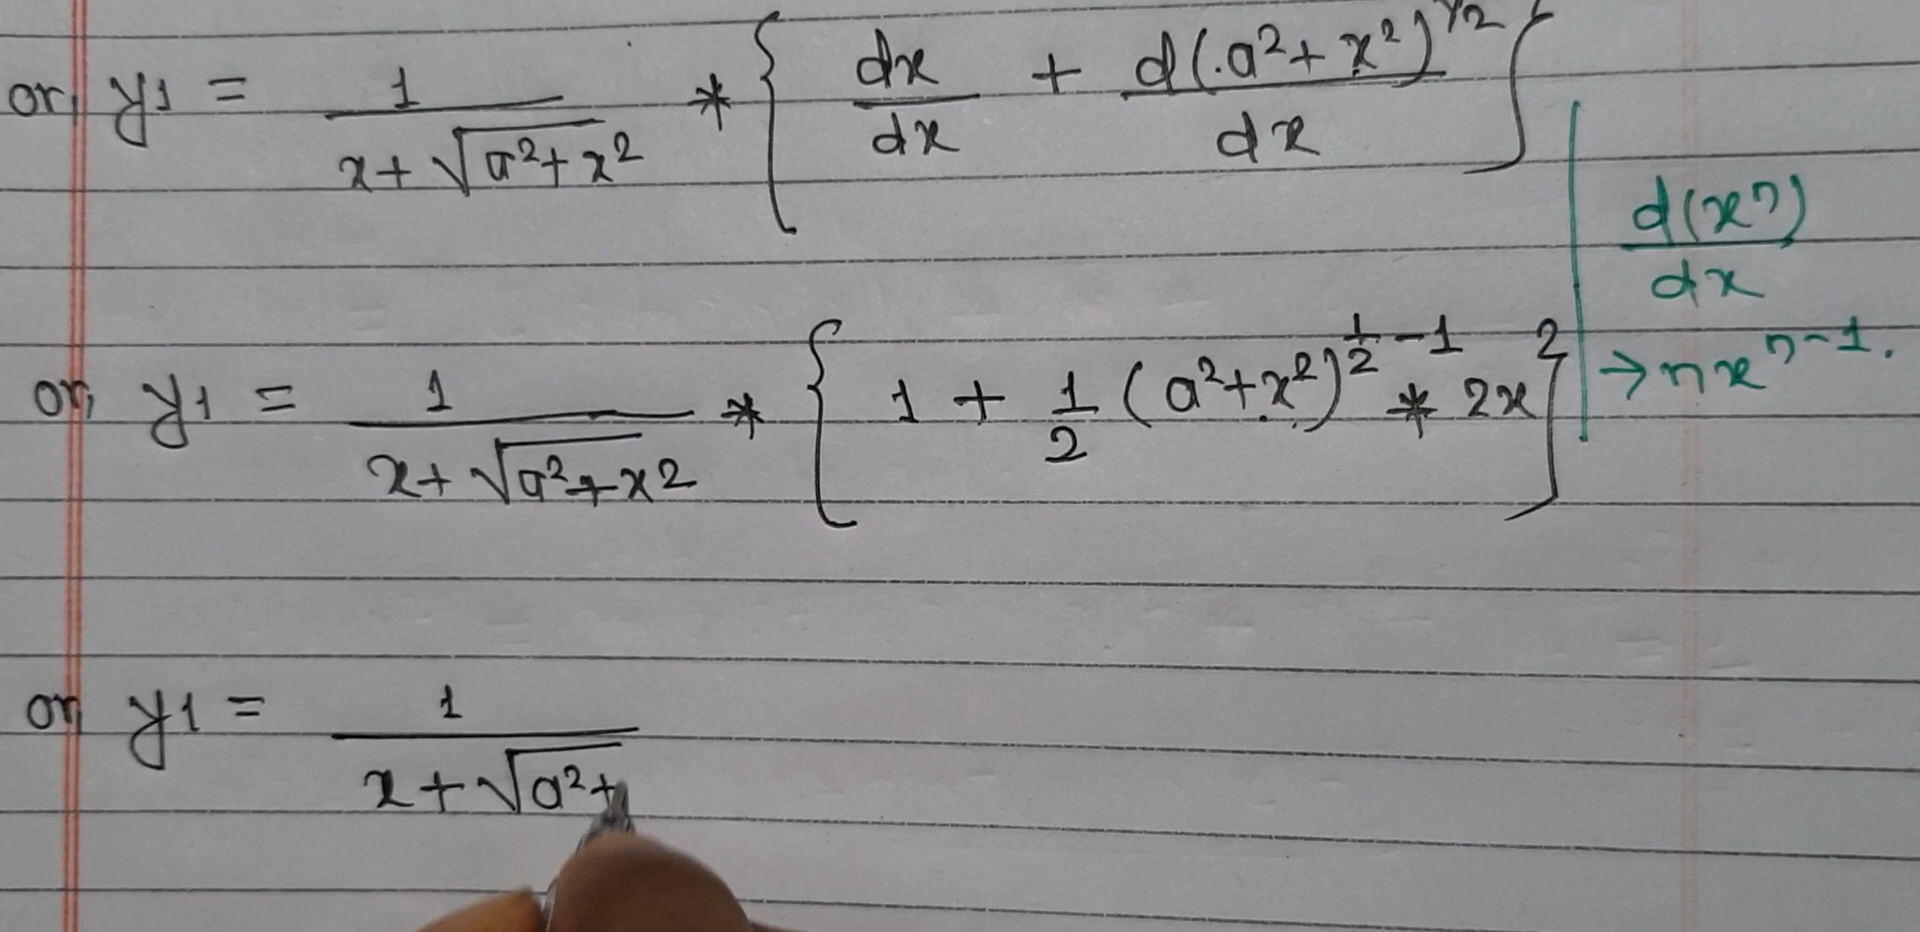 or, y1 = 1/(x+√(a²+x²)) * { dx/dx + d(a²+x²)^1/2/dx }
d(xⁿ)/dx
or, y1 = 1/(x+√(a²+x²)) * { 1 + 1/2 (a²+x²)^(1/2-1) * 2x }
→ nxⁿ⁻¹.
or, y1 = 1/(x+√(a²+